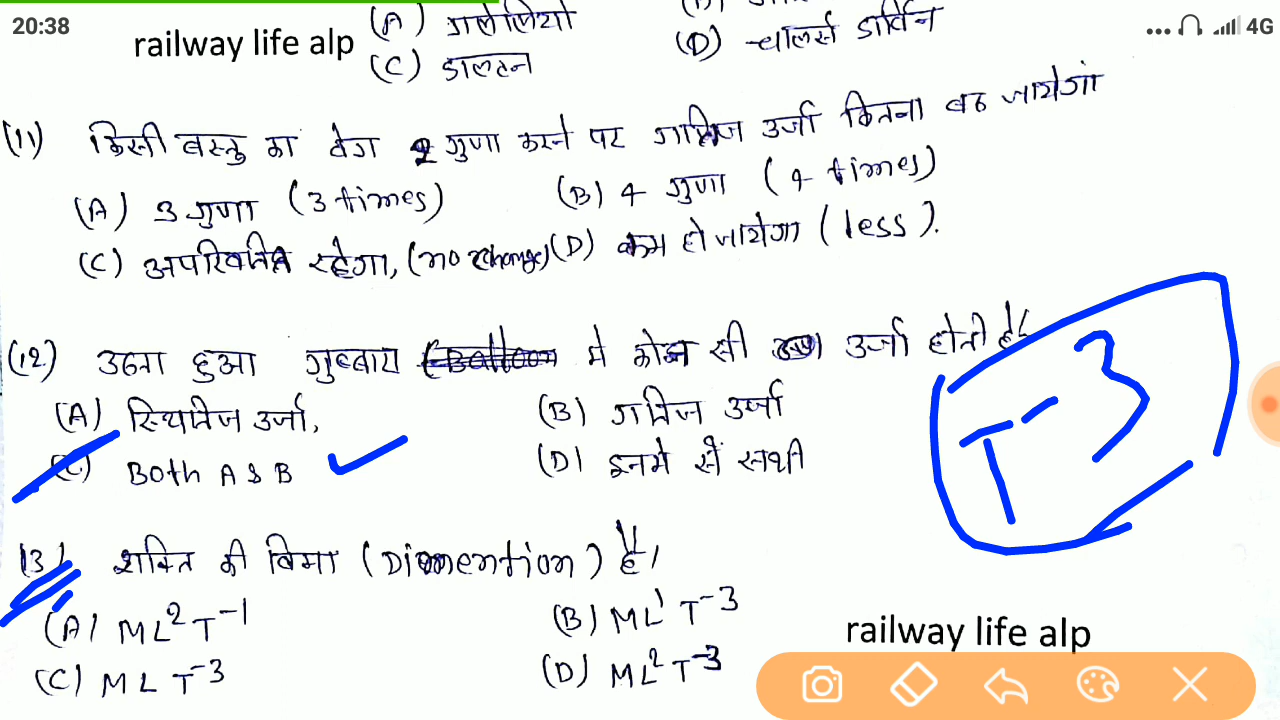 20:38
... 4G
railway life alp
(A) गैलेलियो
(C) डाल्टन
(D) चार्ल्स डार्विन
(11) किसी वस्तु का वेग 2 गुणा करने पर गतिज उर्जा कितना बढ जायेगा
(A) 3 गुणा (3 times) (B) 4 गुणा (4 times)
(C) अपरिवर्तित रहेगा, (no change) (D) कम हो जायेगा (less).
(12) उडता हुआ गुब्बारा (Balloon में कौन सी उर्जा होती है।
(A) स्थितिज उर्जा, (B) गतिज उर्जा
(C) Both A & B (D) इनमे से सभी
T-3
13) शक्ति की विमा (Dimention) है।
(A) ML²T⁻¹ (B) ML¹T⁻³
(C) MLT⁻³ (D) ML²T⁻³
railway life alp